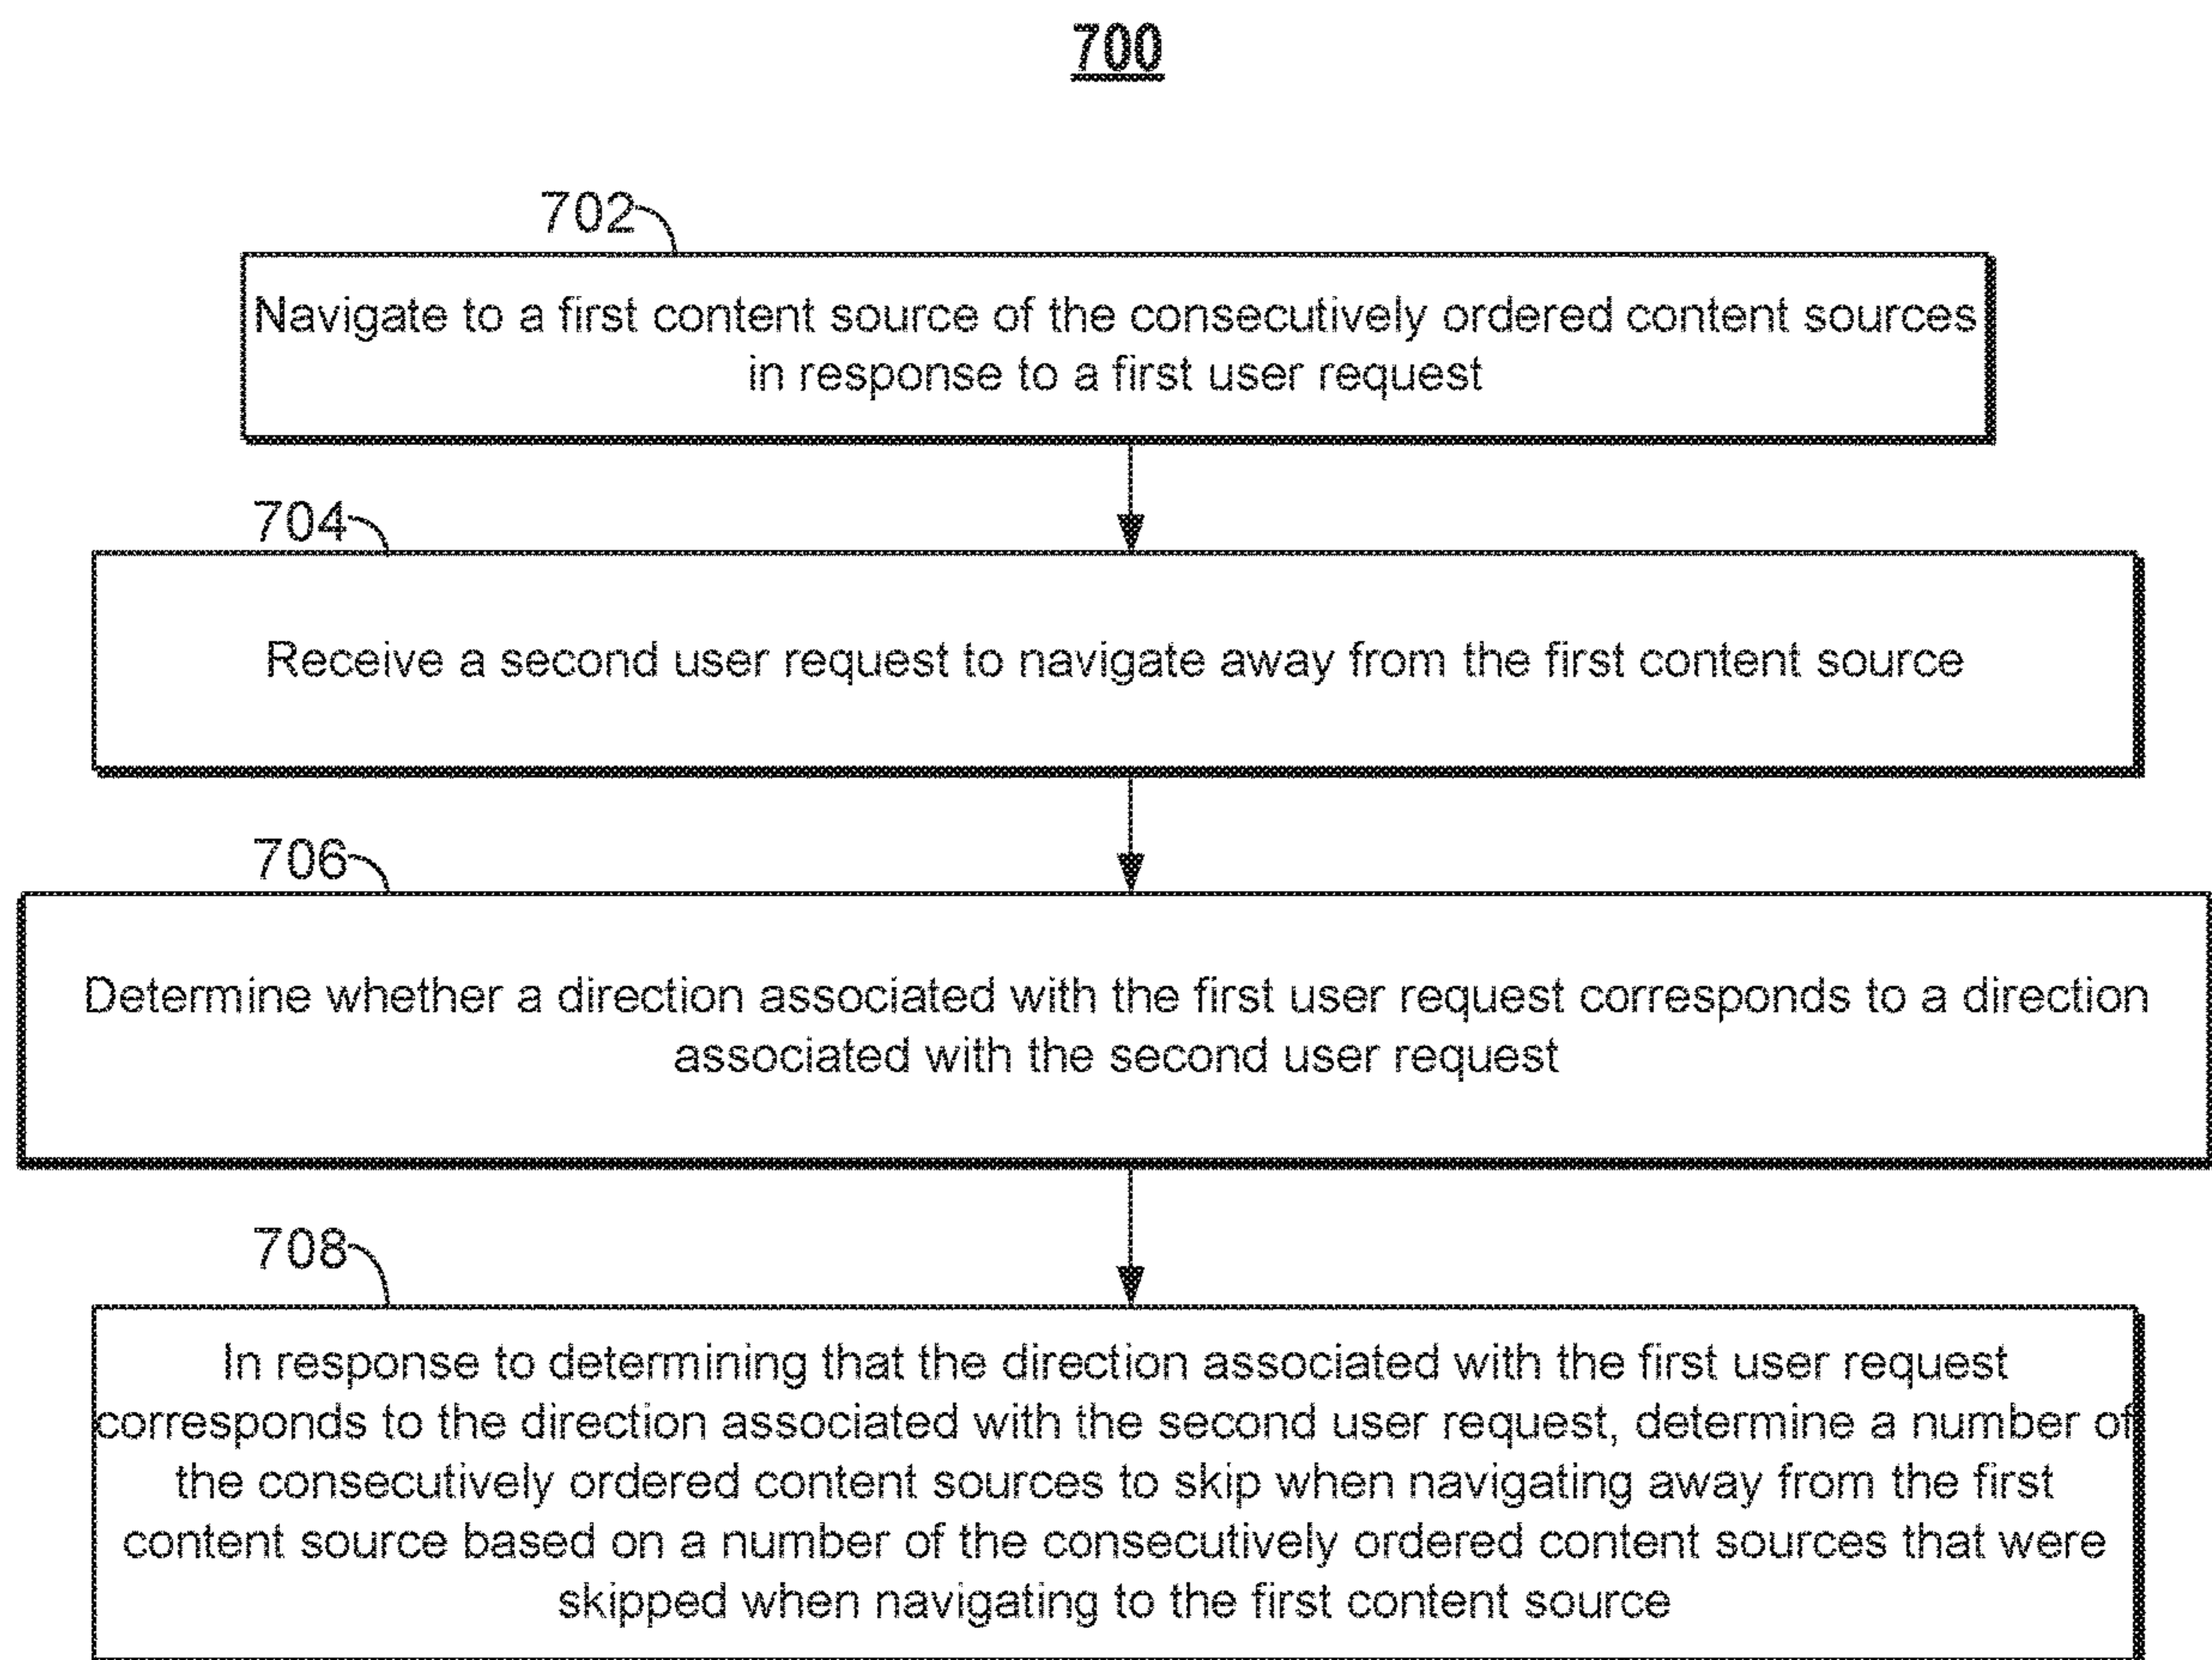 700
702
Navigate to a first content source of the consecutively ordered content sources
in response to a first user request
704
Receive a second user request to navigate away from the first content source
706
Determine whether a direction associated with the first user request corresponds to a direction
associated with the second user request
708
In response to determining that the direction associated with the first user request
corresponds to the direction associated with the second user request, determine a number of
the consecutively ordered content sources to skip when navigating away from the first
content source based on a number of the consecutively ordered content sources that were
skipped when navigating to the first content source